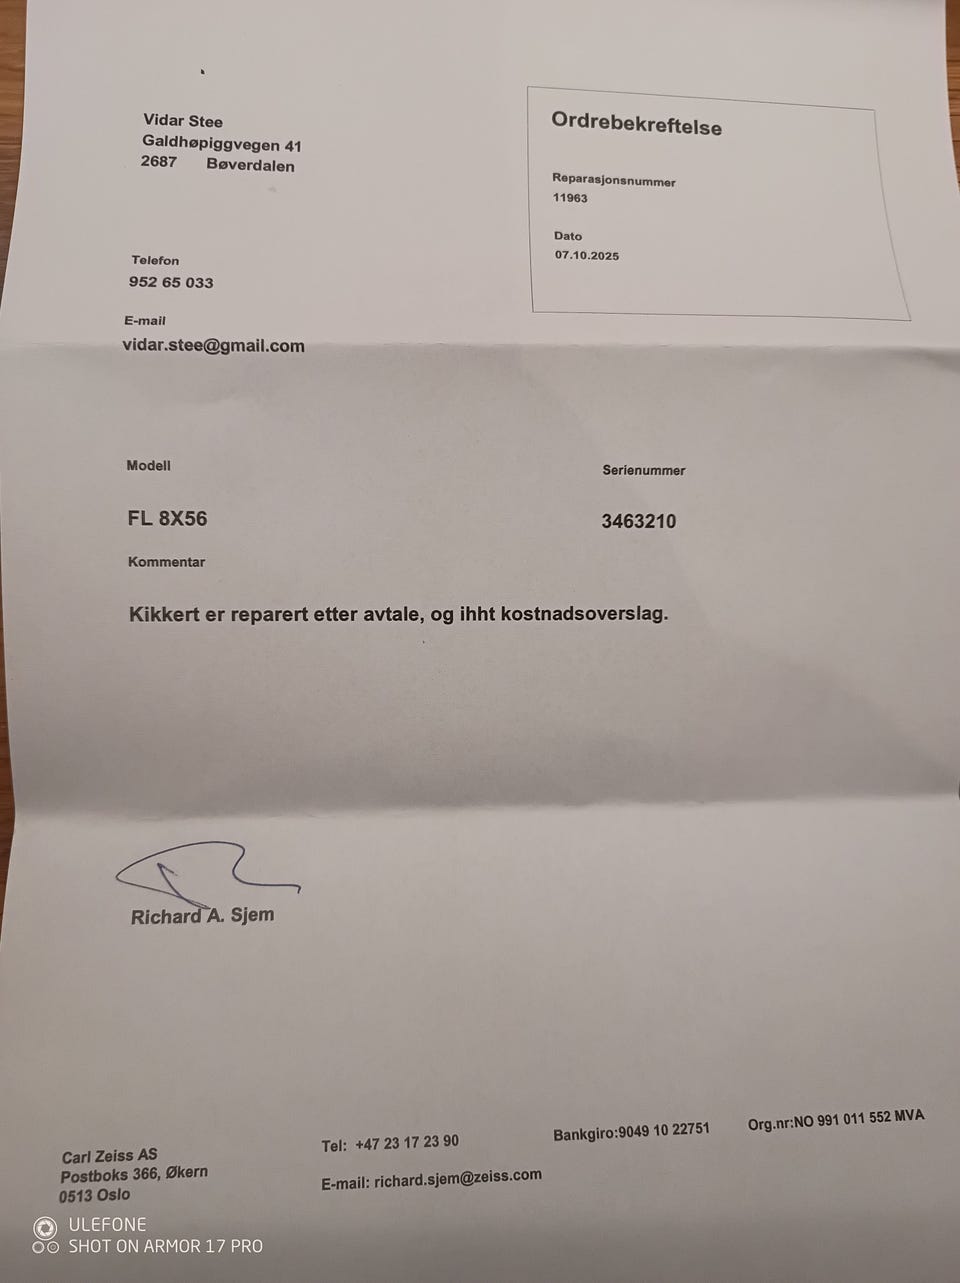 Vidar Stee
Galdhøpiggvegen 41
2687 Bøverdalen
Ordrebekreftelse
Reparasjonsnummer
11963
Dato
07.10.2025
Telefon
952 65 033
E-mail
vidar.stee@gmail.com
Modell
Serienummer
FL 8X56
3463210
Kommentar
Kikkert er reparert etter avtale, og ihht kostnadsoverslag.
Richard A. Sjem
Carl Zeiss AS
Postboks 366, Økern
0513 Oslo
Tel: +47 23 17 23 90
E-mail: richard.sjem@zeiss.com
Bankgiro:9049 10 22751
Org.nr:NO 991 011 552 MVA
ULEFONE
SHOT ON ARMOR 17 PRO